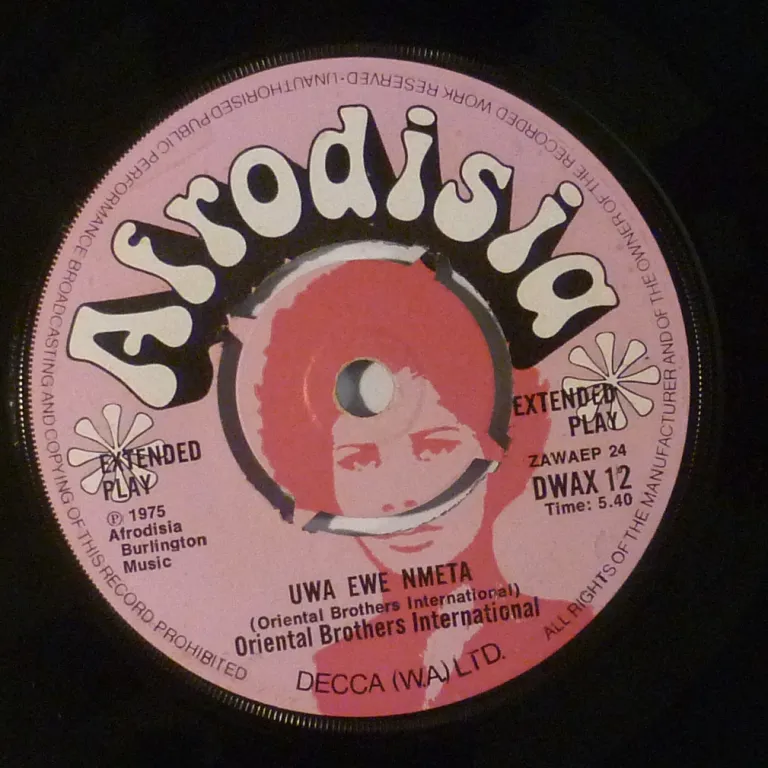 ALL RIGHTS OF THE MANUFACTURER AND OF THE OWNER OF THE RECORDED WORK RESERVED-UNAUTHORISED PUBLIC PERFORMANCE BROADCASTING AND COPYING OF THIS RECORD PROHIBITED
Afrodisia
EXTENDED
PLAY
℗ 1975
Afrodisia
Burlington
Music
EXTENDED
PLAY
ZAWAEP 24
DWAX 12
Time: 5.40
UWA EWE NMETA
(Oriental Brothers International)
Oriental Brothers International
DECCA (W.A) LTD.